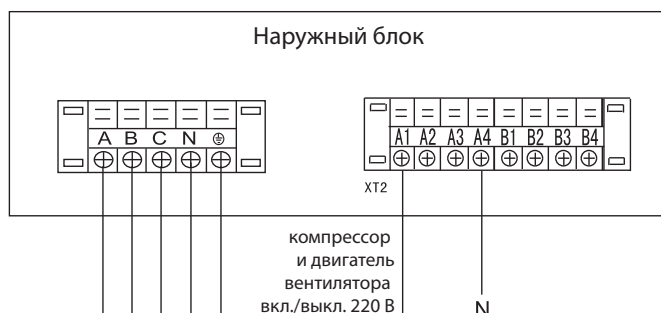 Наружный блок
A B C N
A1 A2 A3 A4 B1 B2 B3 B4
XT2
компрессор
и двигатель
вентилятора
вкл./выкл. 220 В
N